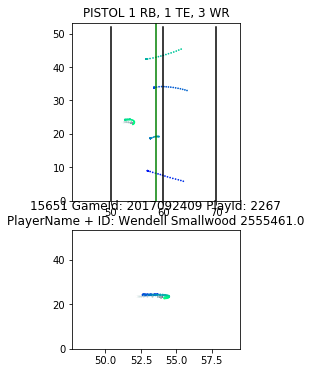 PISTOL 1 RB, 1 TE, 3 WR
50
40
30
20
10
0
50 60 70
15651 GameId: 2017092409 PlayId: 2267
PlayerName + ID: Wendell Smallwood 2555461.0
40
20
0
50.0 52.5 55.0 57.5